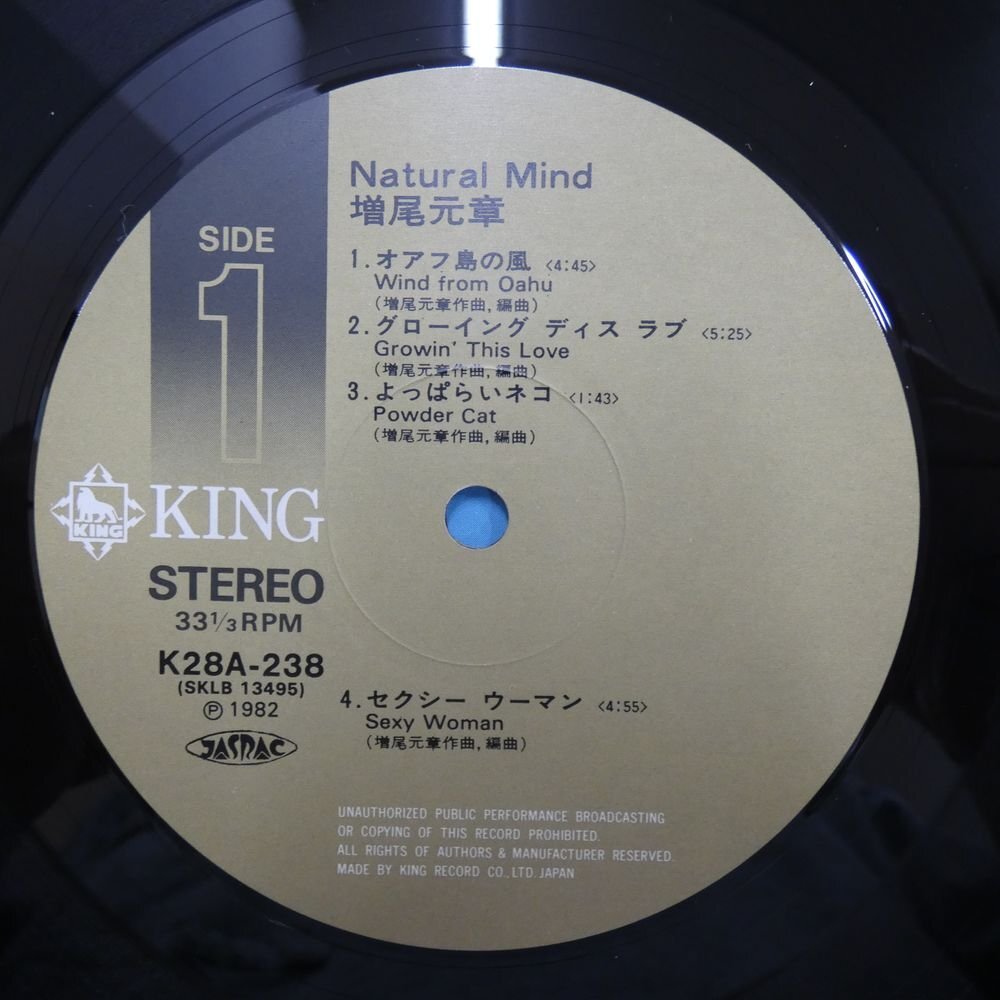 SIDE
1
KING
KING
STEREO
33 1/3 RPM
K28A-238
(SKLB 13495)
Ⓟ 1982
JASRAC
Natural Mind
増尾元章
1.オアフ島の風 <4:45>
Wind from Oahu
(増尾元章作曲,編曲)
2.グローイング ディス ラブ <5:25>
Growin' This Love
(増尾元章作曲,編曲)
3.よっぱらいネコ <1:43>
Powder Cat
(増尾元章作曲,編曲)
4.セクシー ウーマン <4:55>
Sexy Woman
(増尾元章作曲,編曲)
UNAUTHORIZED PUBLIC PERFORMANCE BROADCASTING
OR COPYING OF THIS RECORD PROHIBITED.
ALL RIGHTS OF AUTHORS & MANUFACTURER RESERVED.
MADE BY KING RECORD CO., LTD. JAPAN